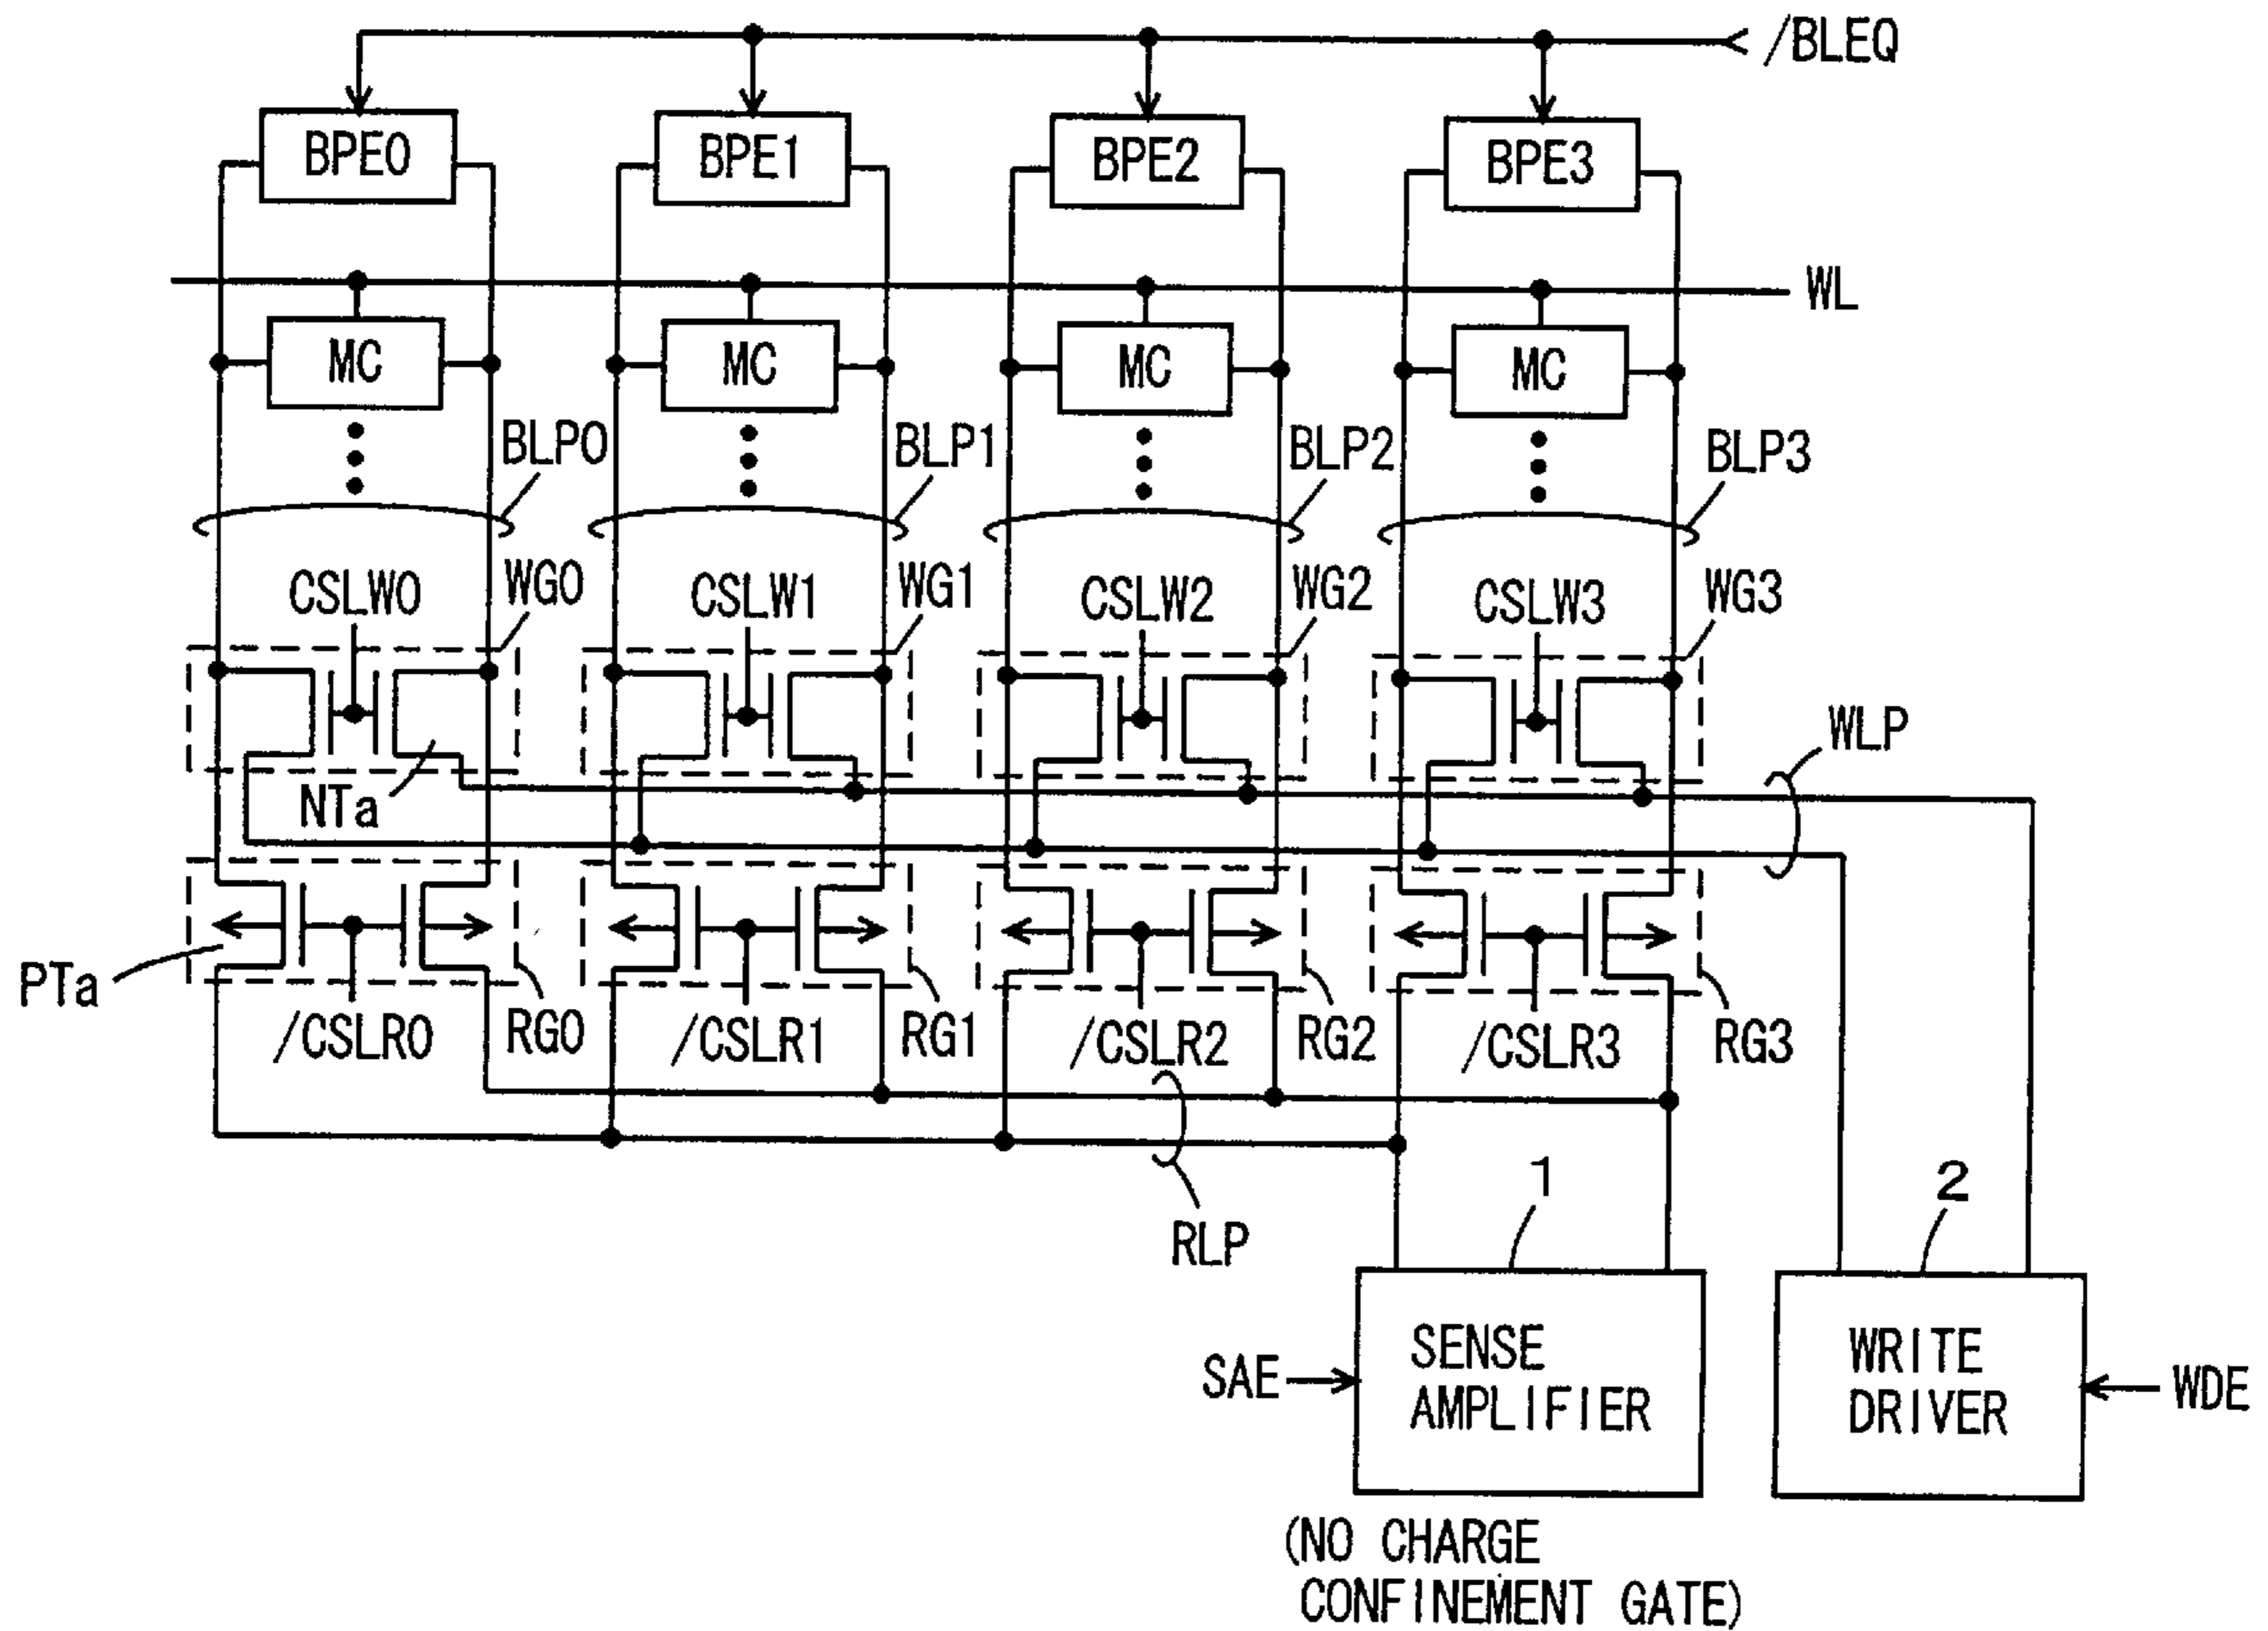 /BLEQ
BPE0 BPE1 BPE2 BPE3
WL
MC MC MC MC
BLP0 BLP1 BLP2 BLP3
CSLW0 WG0 CSLW1 WG1 CSLW2 WG2 CSLW3 WG3
WLP
NTa
PTa
/CSLR0 RG0 /CSLR1 RG1 /CSLR2 RG2 /CSLR3 RG3
RLP
1
2
SAE
SENSE
AMPLIFIER
WRITE
DRIVER
WDE
(NO CHARGE
CONFINEMENT GATE)